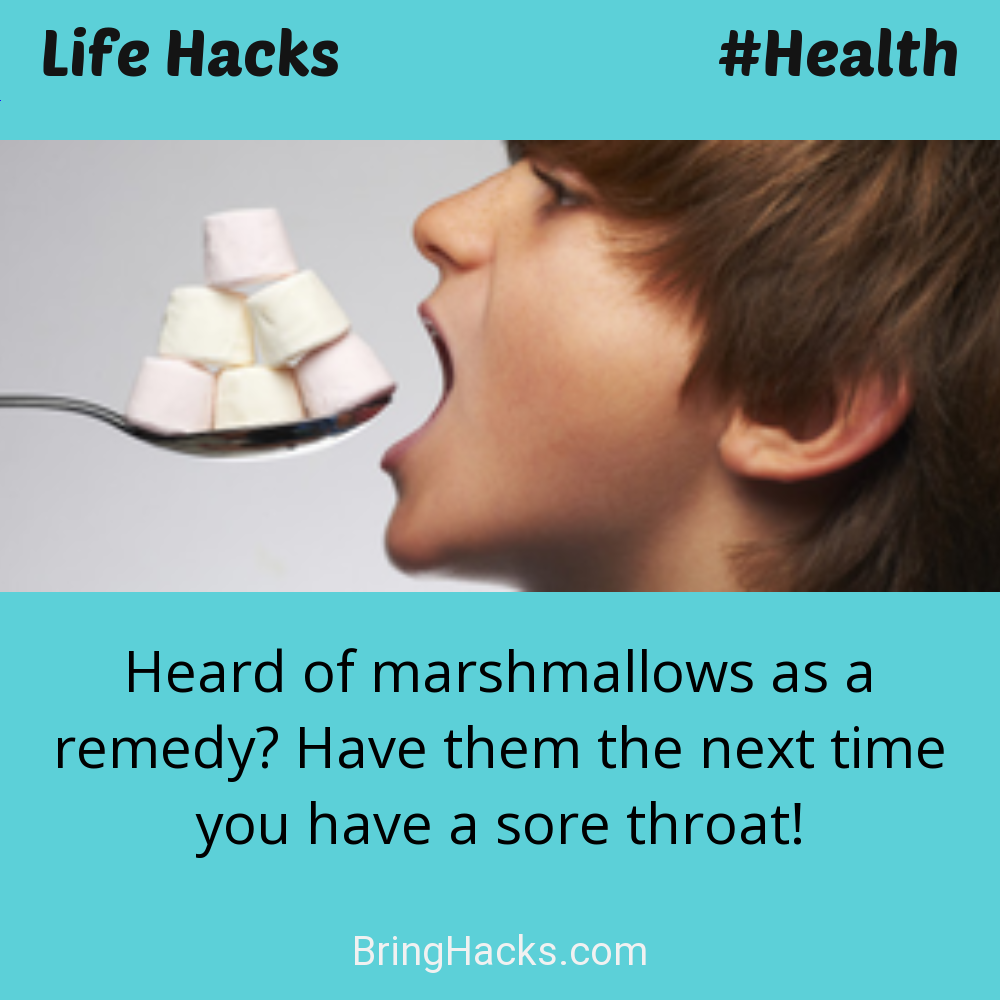 Life Hacks
#Health
Heard of marshmallows as a
remedy? Have them the next time
you have a sore throat!
BringHacks.com